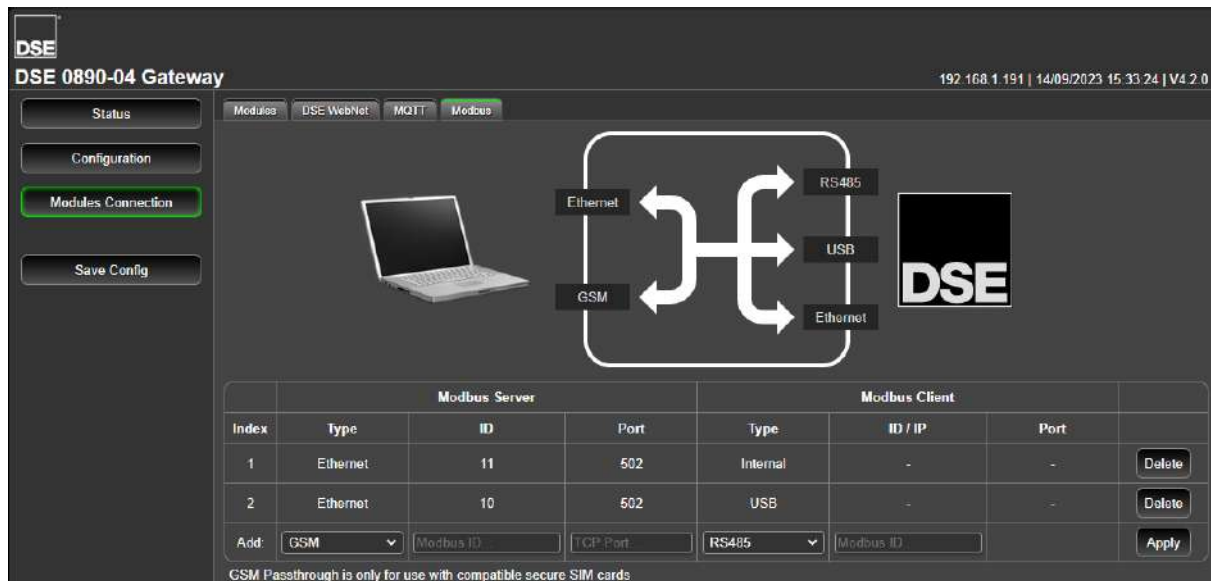 DSE
DSE 0890-04 Gateway
192.168.1.191 | 14/09/2023 15:33:24 | V4.2.0
Status
Configuration
Modules Connection
Save Config
Modules DSE WebNet MQTT Modbus
Ethernet
GSM
RS485
USB
Ethernet
DSE
Modbus Server Modbus Client
Index Type ID Port Type ID / IP Port
1 Ethernet 11 502 Internal - - Delete
2 Ethernet 10 502 USB - - Delete
Add: GSM Modbus ID TCP Port RS485 Modbus ID Apply
GSM Passthrough is only for use with compatible secure SIM cards